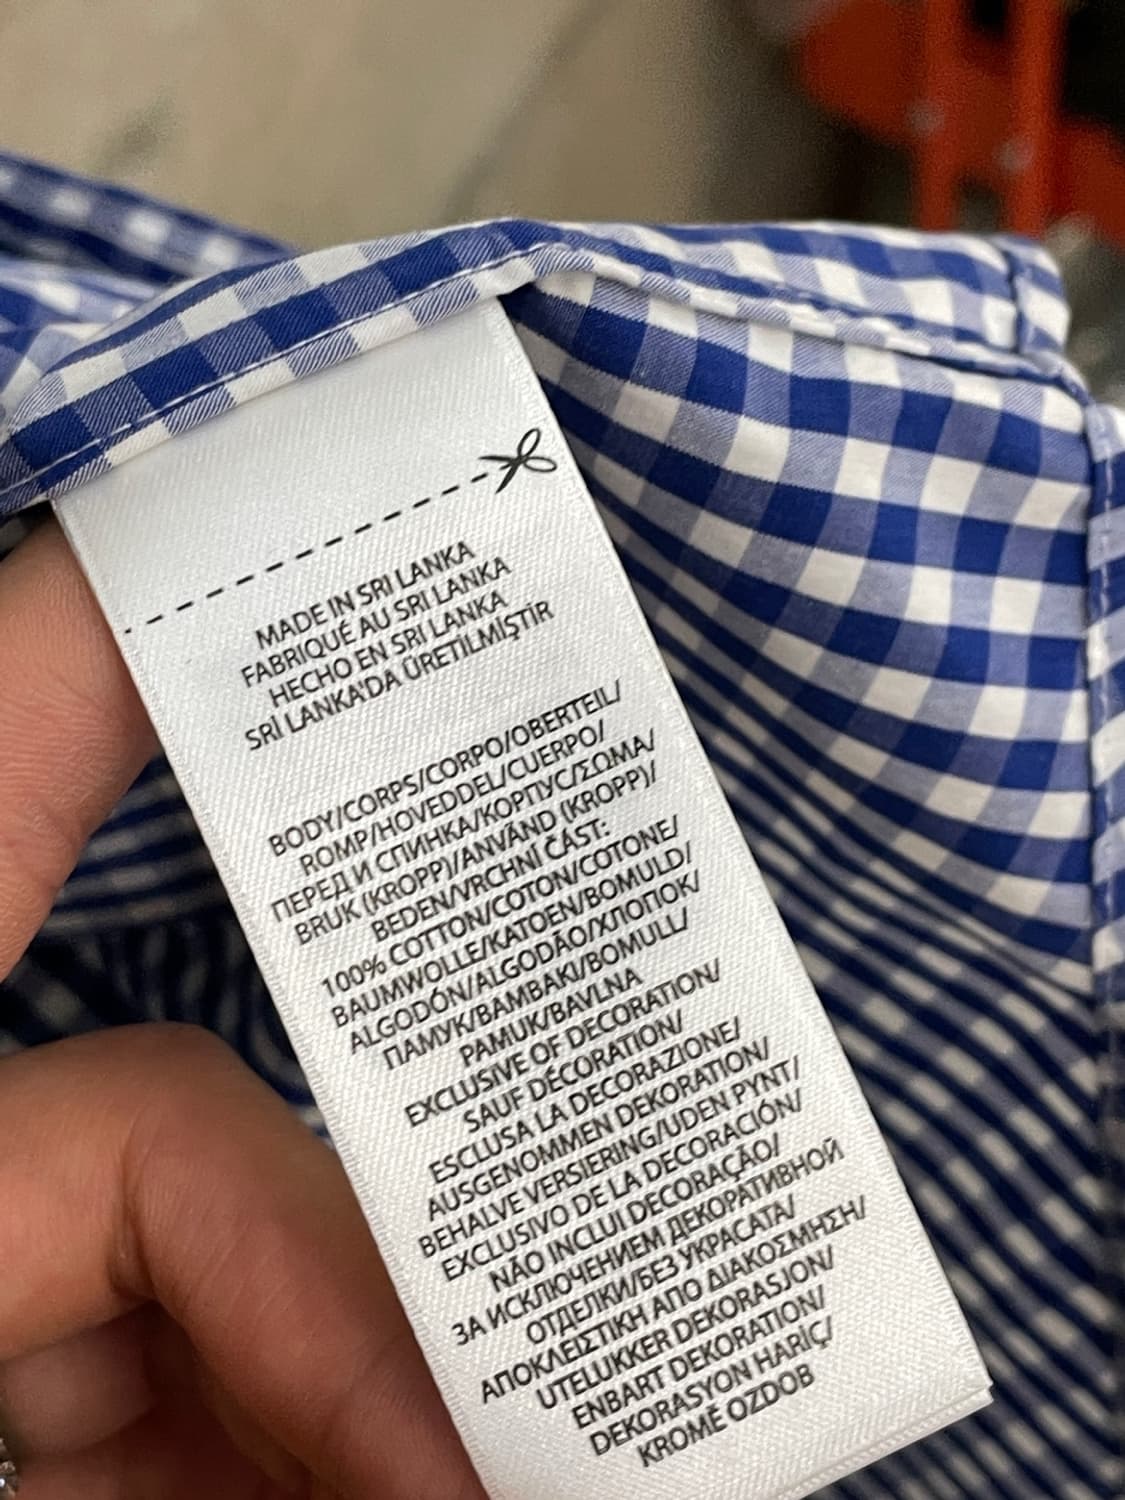 MADE IN SRI LANKA
FABRIQUÉ AU SRI LANKA
HECHO EN SRI LANKA
SRİ LANKA'DA ÜRETİLMİŞTİR
BODY/CORPS/CORPO/OBERTEIL/
ROMP/HOVEDDEL/CUERPO/
ПЕРЕД И СПИНКА/КОРПУС/ΣΩΜΑ/
BRUK (KROPP)/ANVÄND (KROPP)/
BEDEN/VRCHNÍ ČÁST:
100% COTTON/COTON/COTONE/
BAUMWOLLE/KATOEN/BOMULD/
ALGODÓN/ALGODÃO/ХЛОПОК/
ПАМУК/ΒΑΜΒΑΚΙ/BOMULL/
PAMUK/BAVLNA
EXCLUSIVE OF DECORATION/
SAUF DÉCORATION/
ESCLUSA LA DECORAZIONE/
AUSGENOMMEN DEKORATION/
BEHALVE VERSIERING/UDEN PYNT/
EXCLUSIVO DE LA DECORACIÓN/
NÃO INCLUI DECORAÇÃO/
ЗА ИСКЛЮЧЕНИЕМ ДЕКОРАТИВНОЙ
ОТДЕЛКИ/БЕЗ УКРАСАТА/
ΑΠΟΚΛΕΙΣΤΙΚΗ ΑΠΟ ΔΙΑΚΟΣΜΗΣΗ/
UTELUKKER DEKORASJON/
ENBART DEKORATION/
DEKORASYON HARİÇ/
KROMĚ OZDOB